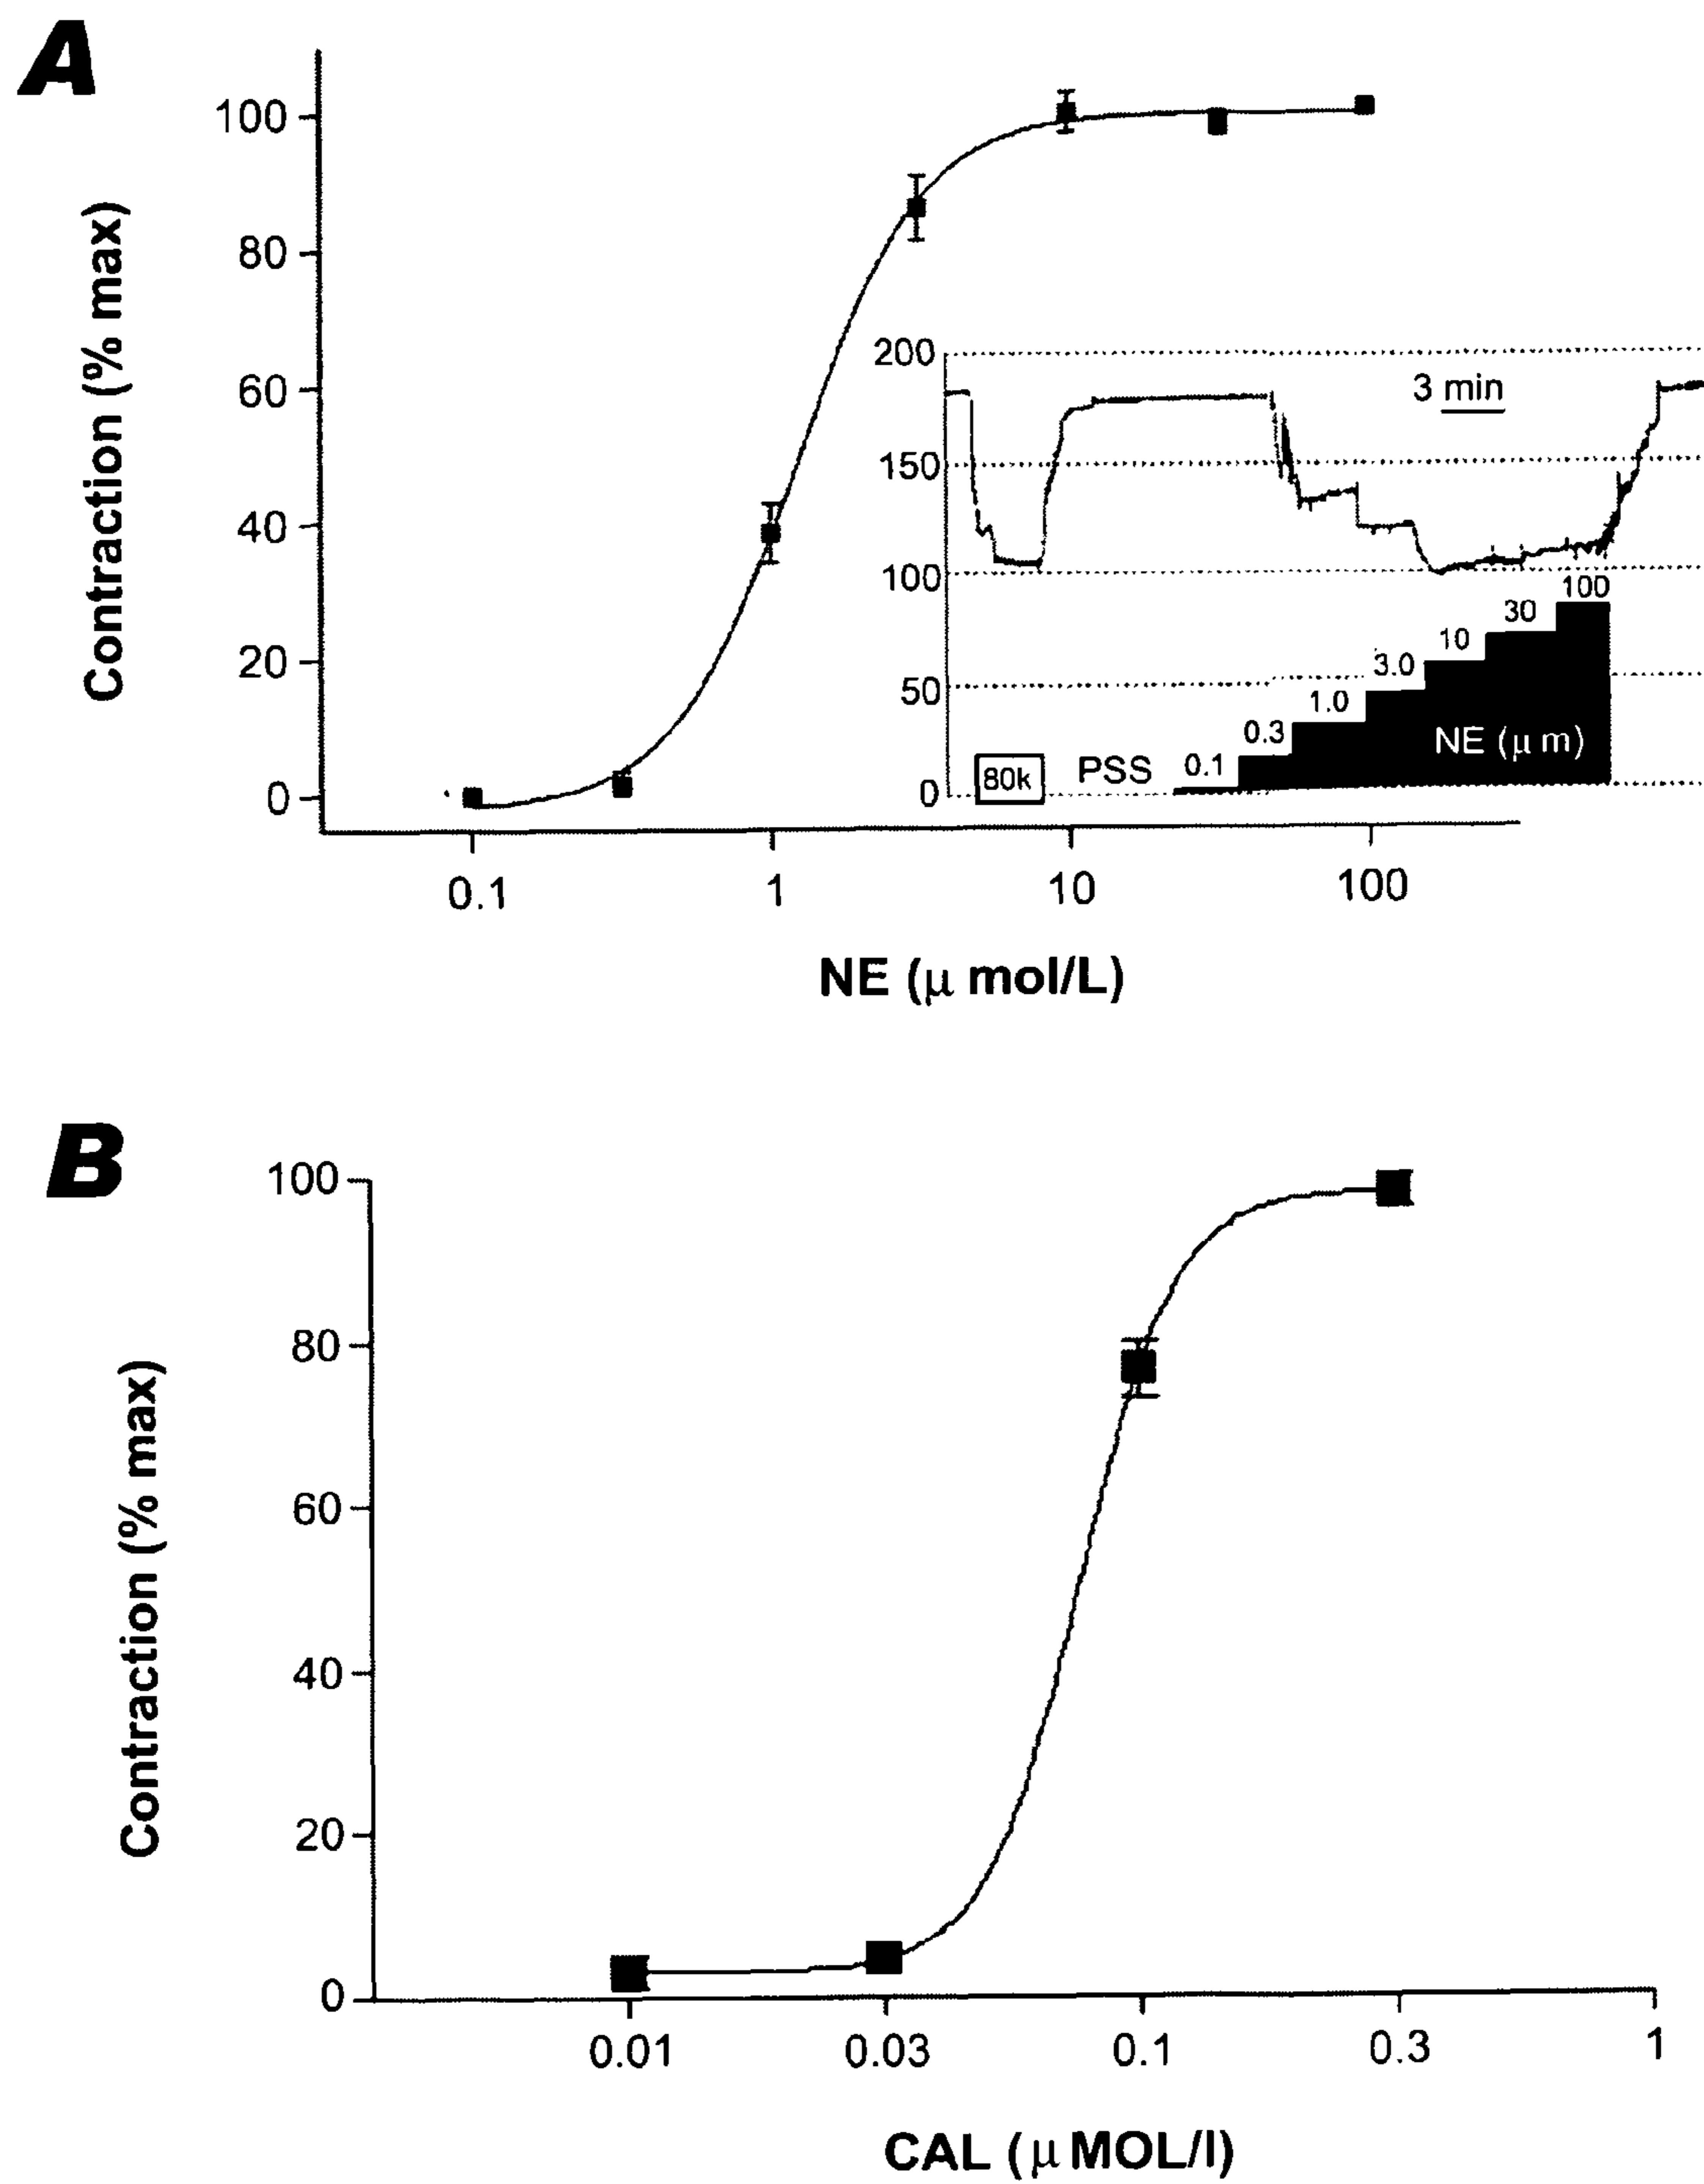 A
100
80
60
40
20
0
Contraction (% max)
0.1 1 10 100
NE (μ mol/L)
200
150
100
50
0
3 min
100
30
10
3.0
1.0
0.3
0.1
80k
PSS
NE (μ m)
B
100
80
60
40
20
0
Contraction (% max)
0.01 0.03 0.1 0.3 1
CAL (μ MOL/l)